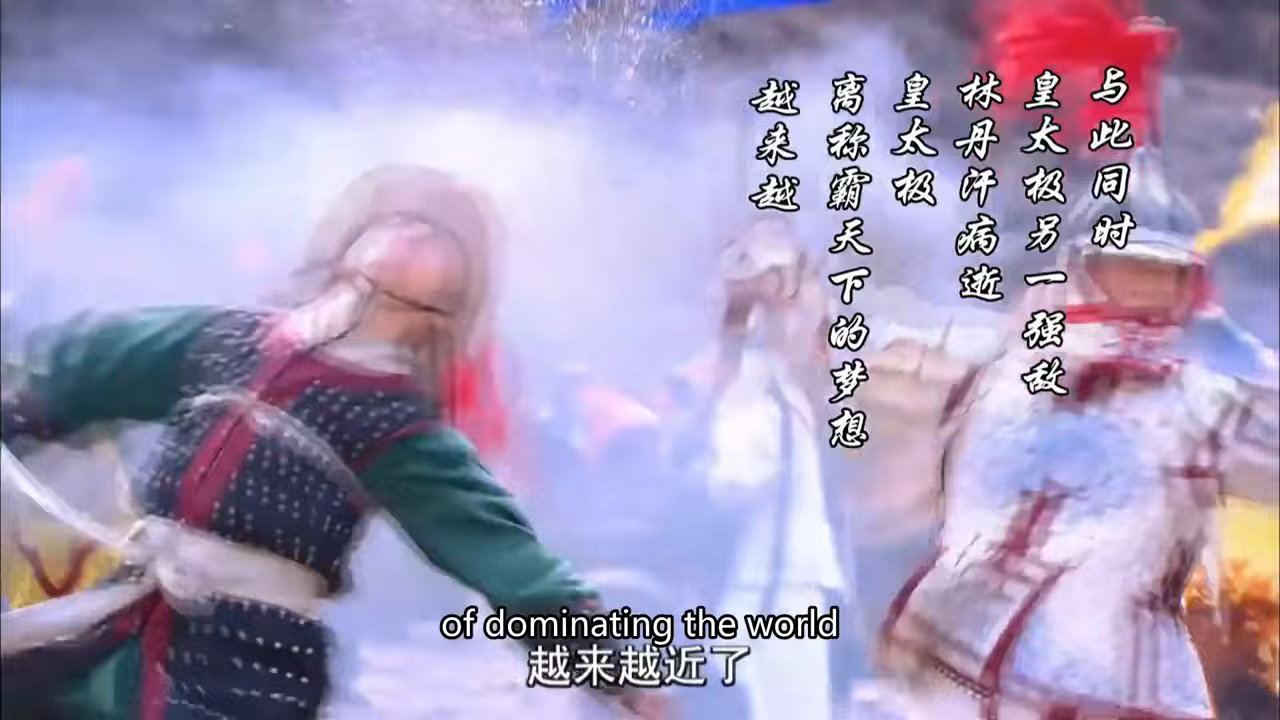 与此同时
皇太极另一强敌
林丹汗病逝
皇太极
离称霸天下的梦想
越来越
of dominating the world
越来越近了